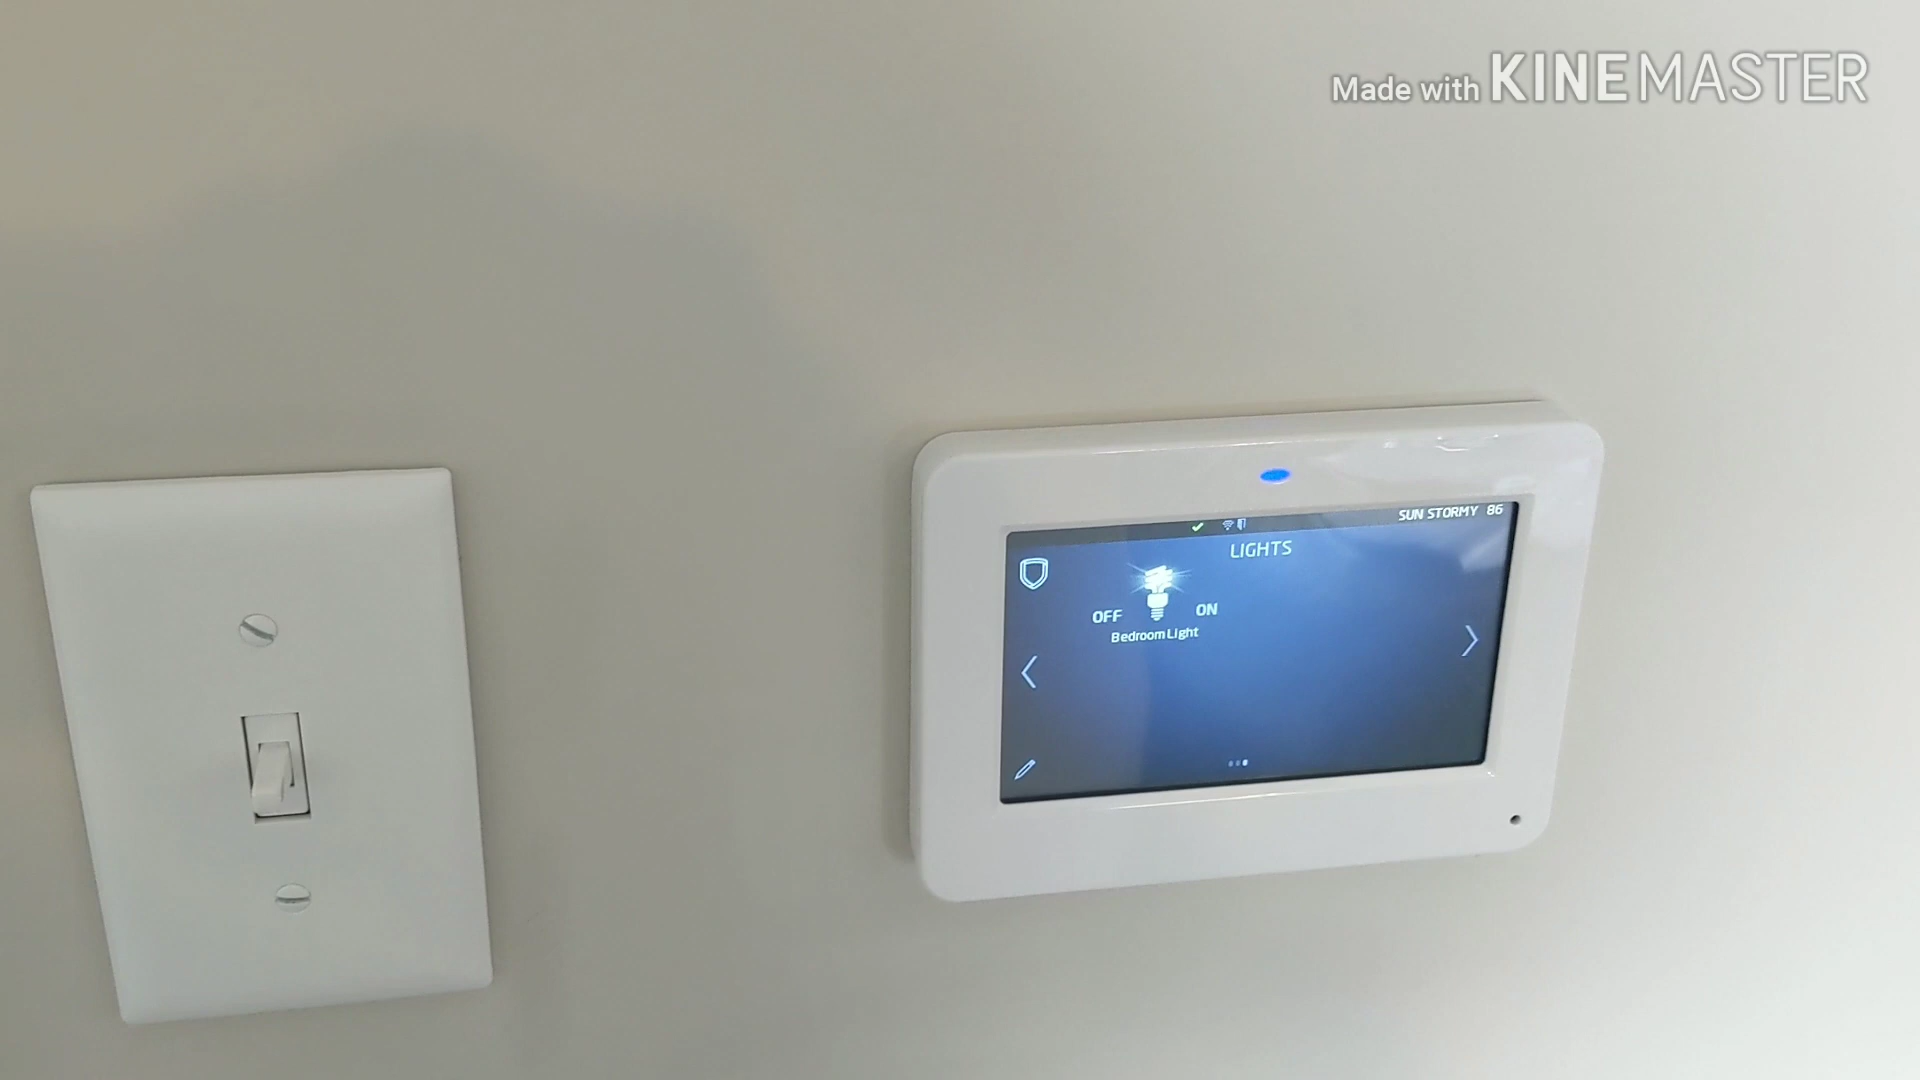 Made with KINEMASTER
SUN STORMY 86
LIGHTS
OFF ON
Bedroom Light